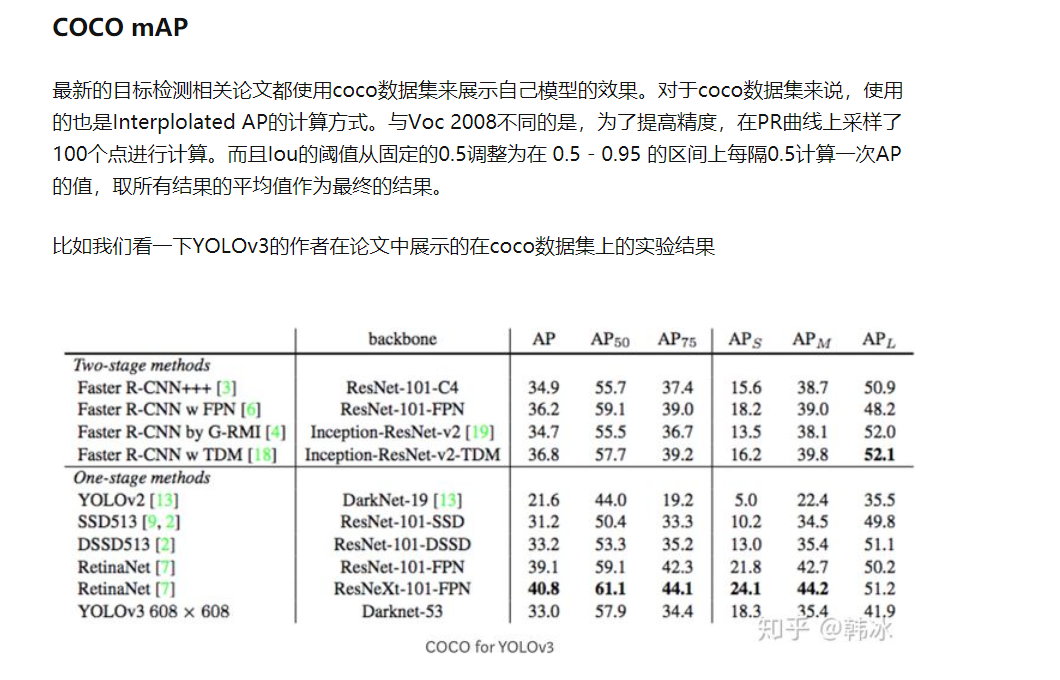 COCO mAP
最新的目标检测相关论文都使用coco数据集来展示自己模型的效果。对于coco数据集来说，使用
的也是Interplolated AP的计算方式。与Voc 2008不同的是，为了提高精度，在PR曲线上采样了
100个点进行计算。而且Iou的阈值从固定的0.5调整为在 0.5 - 0.95 的区间上每隔0.5计算一次AP
的值，取所有结果的平均值作为最终的结果。
比如我们看一下YOLOv3的作者在论文中展示的在coco数据集上的实验结果
backbone AP AP50 AP75 APS APM APL
Two-stage methods
Faster R-CNN+++ [3] ResNet-101-C4 34.9 55.7 37.4 15.6 38.7 50.9
Faster R-CNN w FPN [6] ResNet-101-FPN 36.2 59.1 39.0 18.2 39.0 48.2
Faster R-CNN by G-RMI [4] Inception-ResNet-v2 [19] 34.7 55.5 36.7 13.5 38.1 52.0
Faster R-CNN w TDM [18] Inception-ResNet-v2-TDM 36.8 57.7 39.2 16.2 39.8 52.1
One-stage methods
YOLOv2 [13] DarkNet-19 [13] 21.6 44.0 19.2 5.0 22.4 35.5
SSD513 [9, 2] ResNet-101-SSD 31.2 50.4 33.3 10.2 34.5 49.8
DSSD513 [2] ResNet-101-DSSD 33.2 53.3 35.2 13.0 35.4 51.1
RetinaNet [7] ResNet-101-FPN 39.1 59.1 42.3 21.8 42.7 50.2
RetinaNet [7] ResNeXt-101-FPN 40.8 61.1 44.1 24.1 44.2 51.2
YOLOv3 608 × 608 Darknet-53 33.0 57.9 34.4 18.3 35.4 41.9
知乎 @韩冰
COCO for YOLOv3